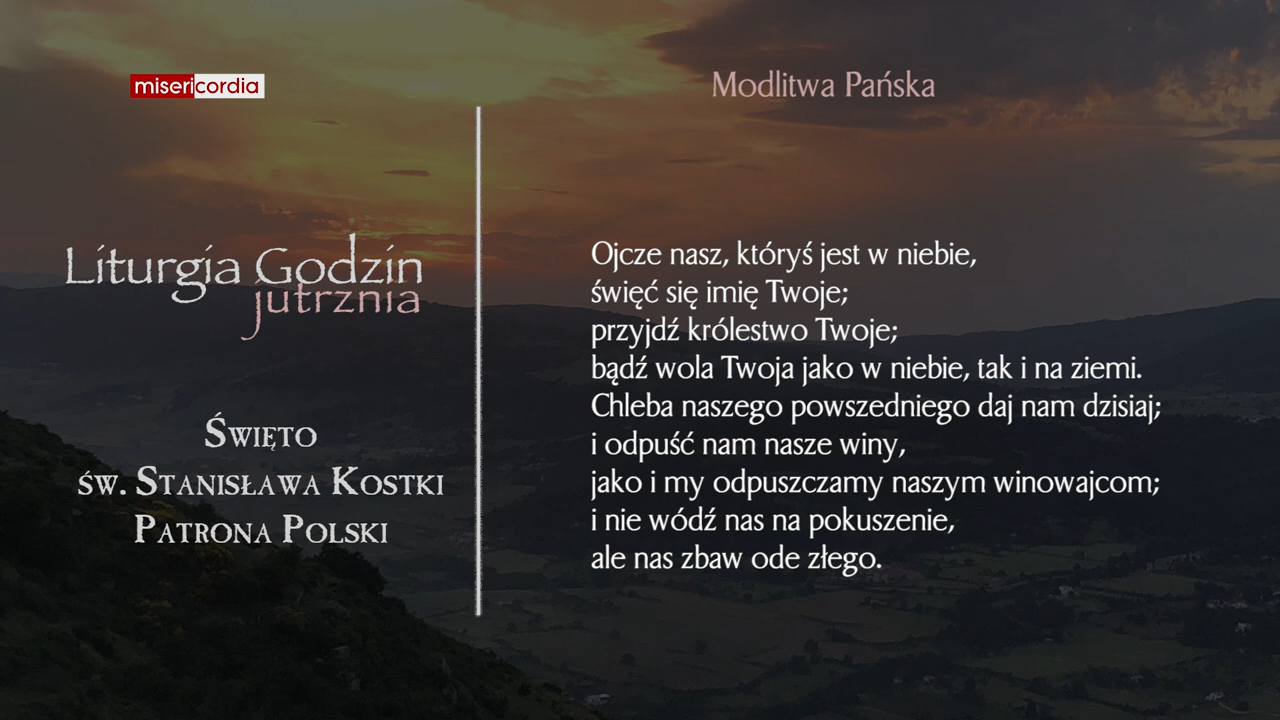 misericordia
Liturgia Godzin
jutrznia
Święto
św. Stanisława Kostki
Patrona Polski
Modlitwa Pańska
Ojcze nasz, któryś jest w niebie,
święć się imię Twoje;
przyjdź królestwo Twoje;
bądź wola Twoja jako w niebie, tak i na ziemi.
Chleba naszego powszedniego daj nam dzisiaj;
i odpuść nam nasze winy,
jako i my odpuszczamy naszym winowajcom;
i nie wódź nas na pokuszenie,
ale nas zbaw ode złego.